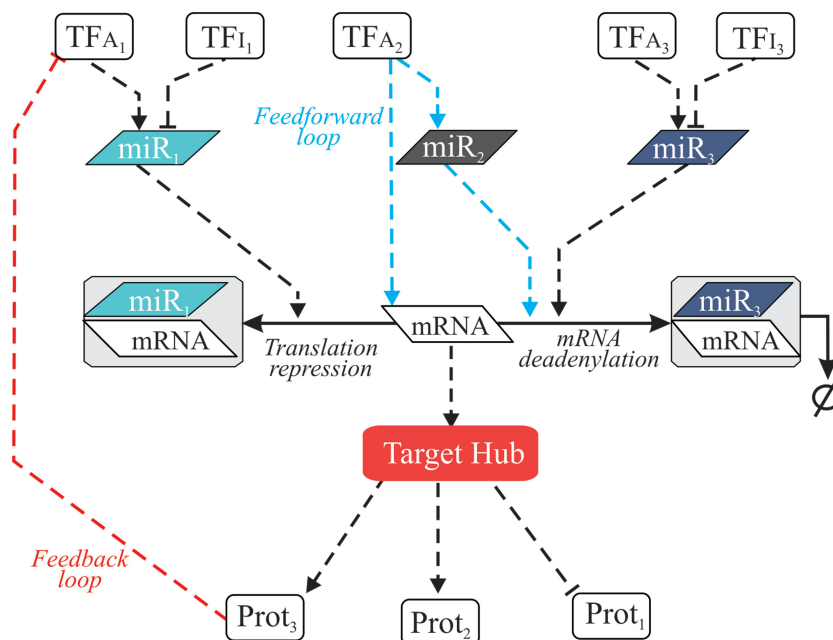 TFA₁
TFI₁
TFA₂
TFA₃
TFI₃
Feedforward
loop
miR₁
miR₂
miR₃
miR₁
mRNA
mRNA
miR₃
mRNA
Translation
repression
mRNA
deadenylation
∅
Target Hub
Feedback
loop
Prot₃
Prot₂
Prot₁